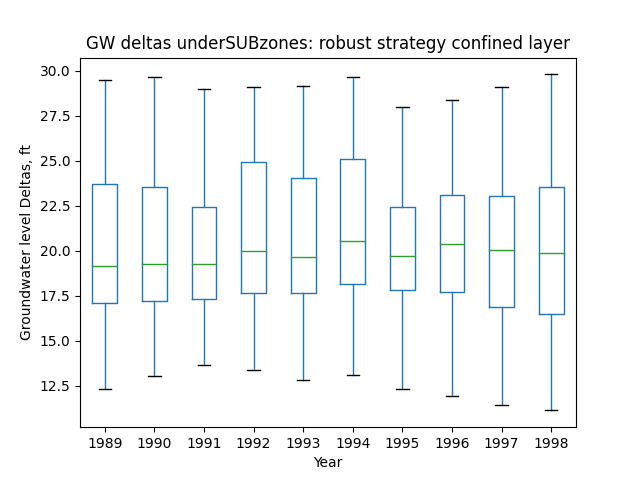 GW deltas underSUBzones: robust strategy confined layer
30.0
27.5
25.0
22.5
20.0
17.5
15.0
12.5
Groundwater level Deltas, ft
1989 1990 1991 1992 1993 1994 1995 1996 1997 1998
Year